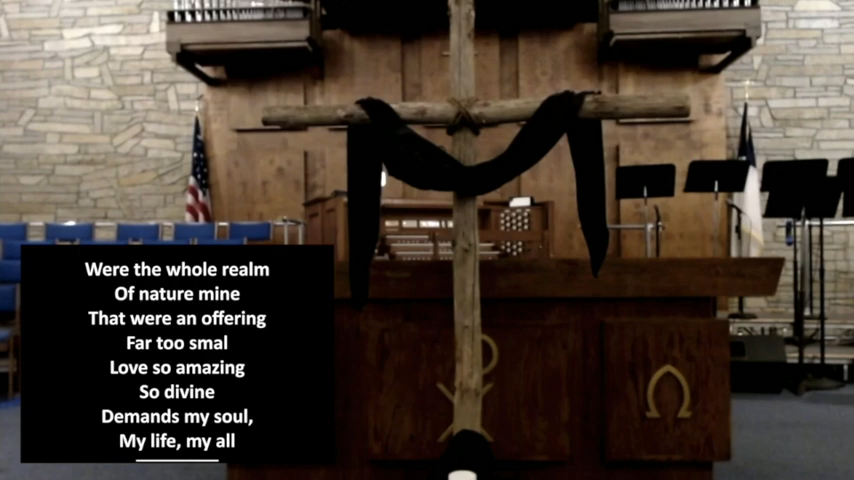 Were the whole realm
Of nature mine
That were an offering
Far too smal
Love so amazing
So divine
Demands my soul,
My life, my all